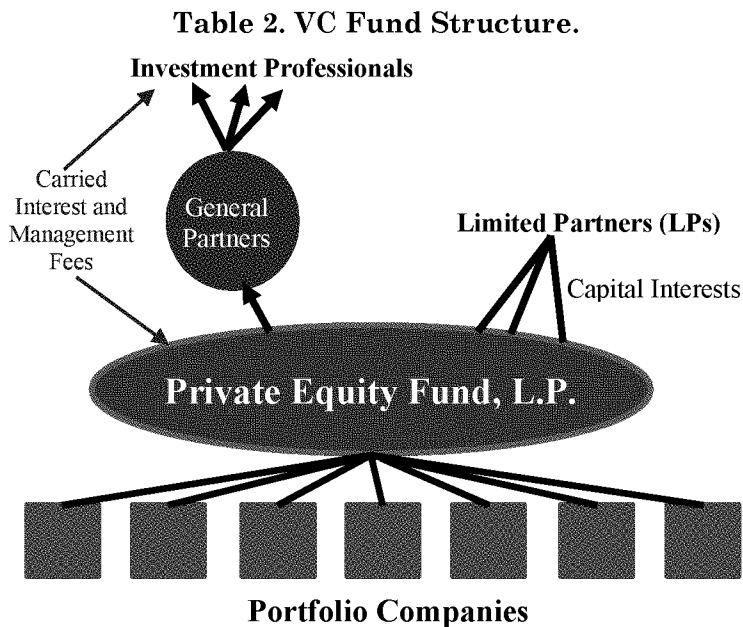 Table 2. VC Fund Structure.
Investment Professionals
Carried
Interest and
Management
Fees
General
Partners
Limited Partners (LPs)
Capital Interests
Private Equity Fund, L.P.
Portfolio Companies